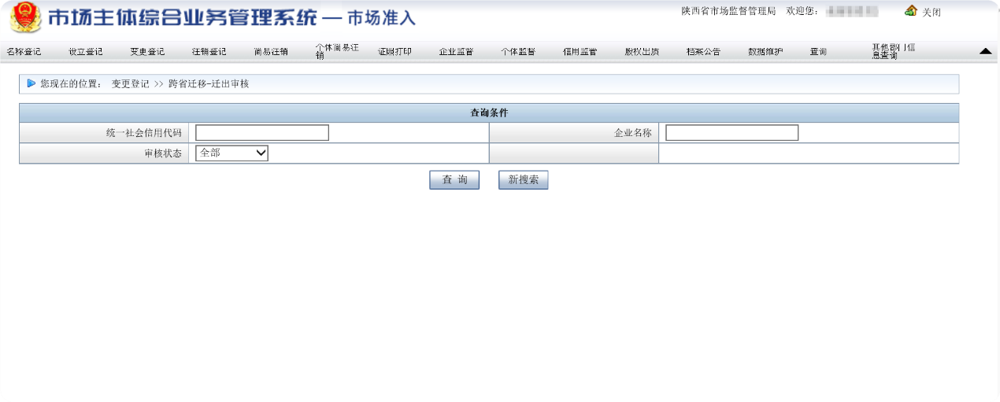 市场主体综合业务管理系统 — 市场准入
陕西省市场监督管理局 欢迎您：
关闭
名称登记 设立登记 变更登记 注销登记 简易注销 个体简易注销 证照打印 企业监督 个体监督 信用监管 股权出质 档案公告 数据维护 查询 其他部门信息查询
您现在的位置： 变更登记 >> 跨省迁移-迁出审核
查询条件
统一社会信用代码 企业名称
审核状态 全部
查 询 新搜索